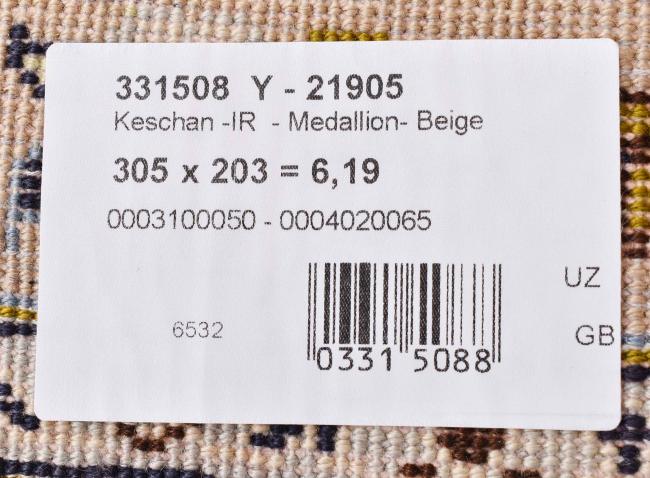 331508 Y - 21905
Keschan -IR - Medallion- Beige
305 x 203 = 6,19
0003100050 - 0004020065
UZ
6532
GB
0331 5088